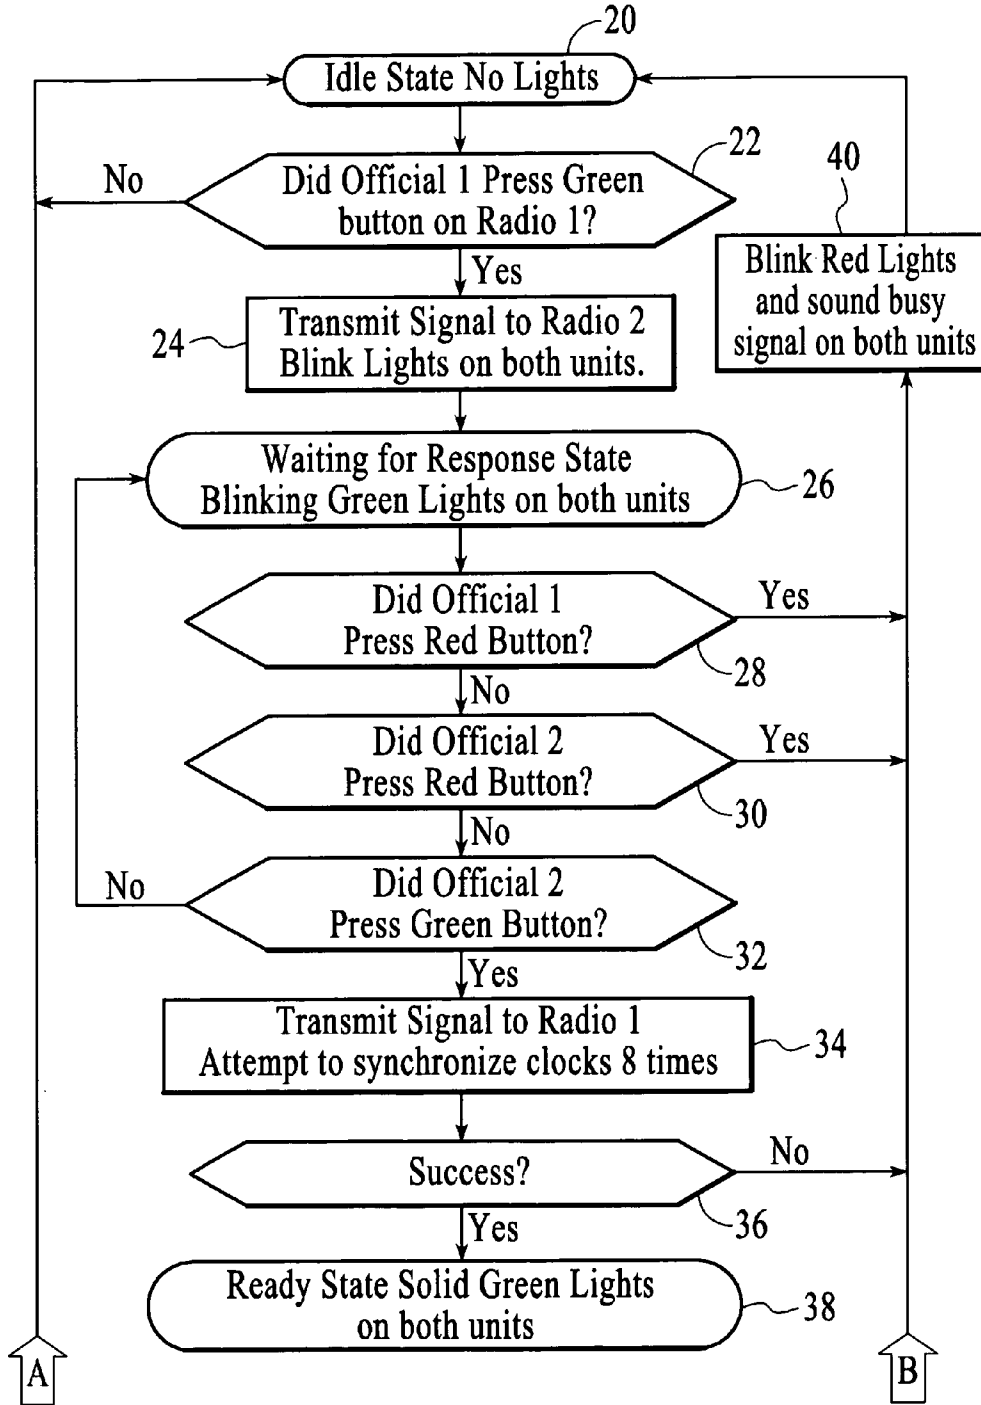 20
Idle State No Lights
22
No
Did Official 1 Press Green
button on Radio 1?
40
Yes
Blink Red Lights
and sound busy
signal on both units
24
Transmit Signal to Radio 2
Blink Lights on both units.
Waiting for Response State
Blinking Green Lights on both units
26
Did Official 1
Press Red Button?
Yes
28
No
Did Official 2
Press Red Button?
Yes
30
No
No
Did Official 2
Press Green Button?
32
Yes
Transmit Signal to Radio 1
Attempt to synchronize clocks 8 times
34
Success?
No
36
Yes
Ready State Solid Green Lights
on both units
38
A
B